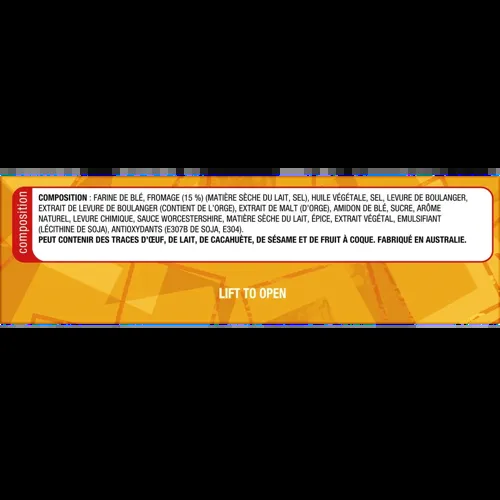 composition
COMPOSITION : FARINE DE BLÉ, FROMAGE (15 %) (MATIÈRE SÈCHE DU LAIT, SEL), HUILE VÉGÉTALE, SEL, LEVURE DE BOULANGER,
EXTRAIT DE LEVURE DE BOULANGER (CONTIENT DE L'ORGE), EXTRAIT DE MALT (D'ORGE), AMIDON DE BLÉ, SUCRE, ARÔME
NATUREL, LEVURE CHIMIQUE, SAUCE WORCESTERSHIRE, MATIÈRE SÈCHE DU LAIT, ÉPICE, EXTRAIT VÉGÉTAL, EMULSIFIANT
(LÉCITHINE DE SOJA), ANTIOXYDANTS (E307B DE SOJA, E304).
PEUT CONTENIR DES TRACES D'ŒUF, DE LAIT, DE CACAHUÈTE, DE SÉSAME ET DE FRUIT À COQUE. FABRIQUÉ EN AUSTRALIE.
LIFT TO OPEN